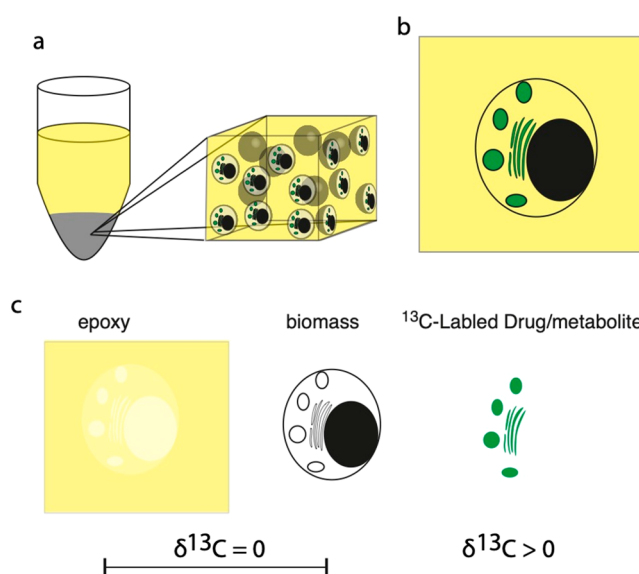 a
b
c
epoxy
biomass
¹³C-Labled Drug/metabolite
δ¹³C = 0
δ¹³C > 0